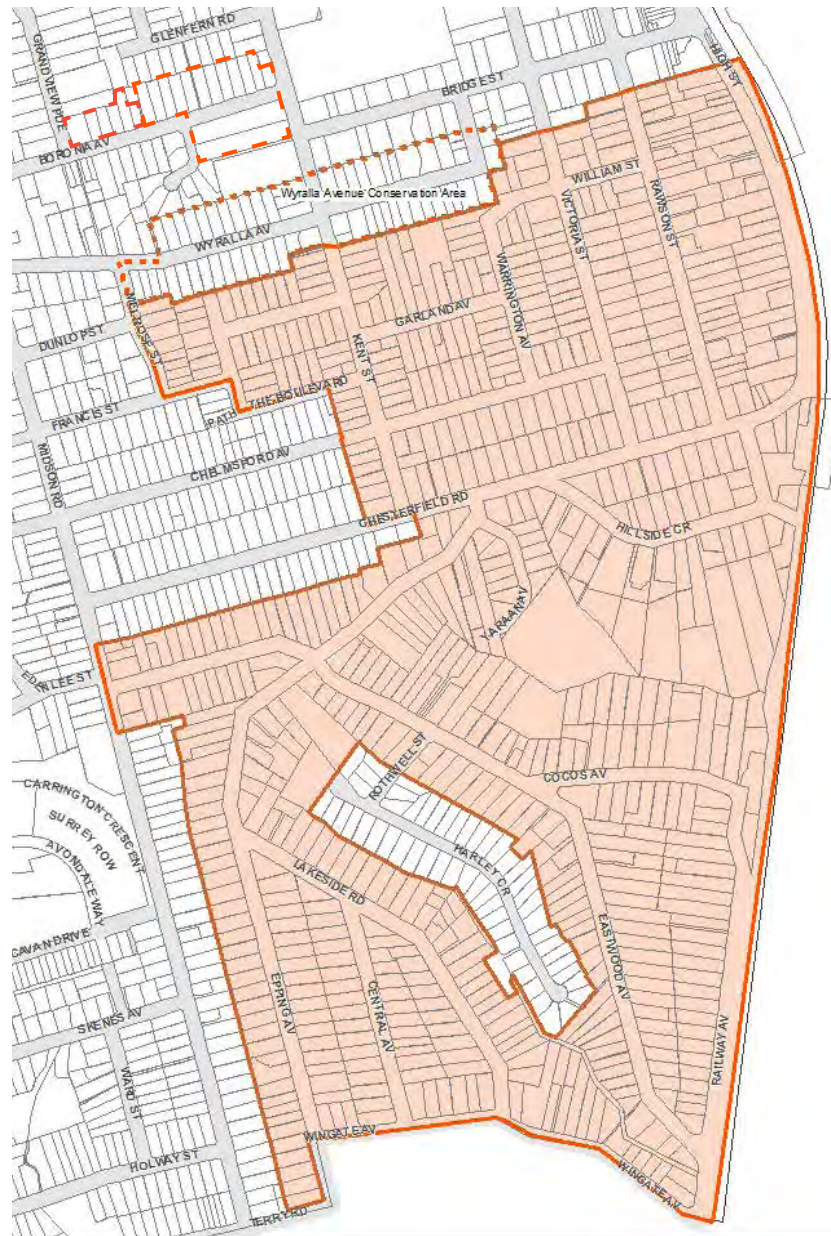 GLENFERN RD
GRANDVIEW PDE
HIGH ST
BRIDGE ST
BORONIA AV
WILLIAM ST
Wyralla Avenue Conservation Area
RAWSON ST
VICTORIA ST
WYRALLA AV
WARRINGTON AV
MELROSE ST
GARLAND AV
DUNLOP ST
KENT ST
THE BOULEVARD
FRANCIS ST
PATH
CHELMSFORD AV
MIDSON RD
CHESTERFIELD RD
HILLSIDE CR
YARAANA AV
EDENLEE ST
ROTHWELL ST
COCOS AV
CARRINGTON CRESCENT
SURREY ROW
AVONDALE WAY
HARLEY CR
LAKESIDE RD
CAVAN DRIVE
EASTWOOD AV
EPPING AV
CENTRAL AV
SKENES AV
RAILWAY AV
WARD ST
WINGATE AV
HOLWAY ST
WINGATE AV
TERRY RD